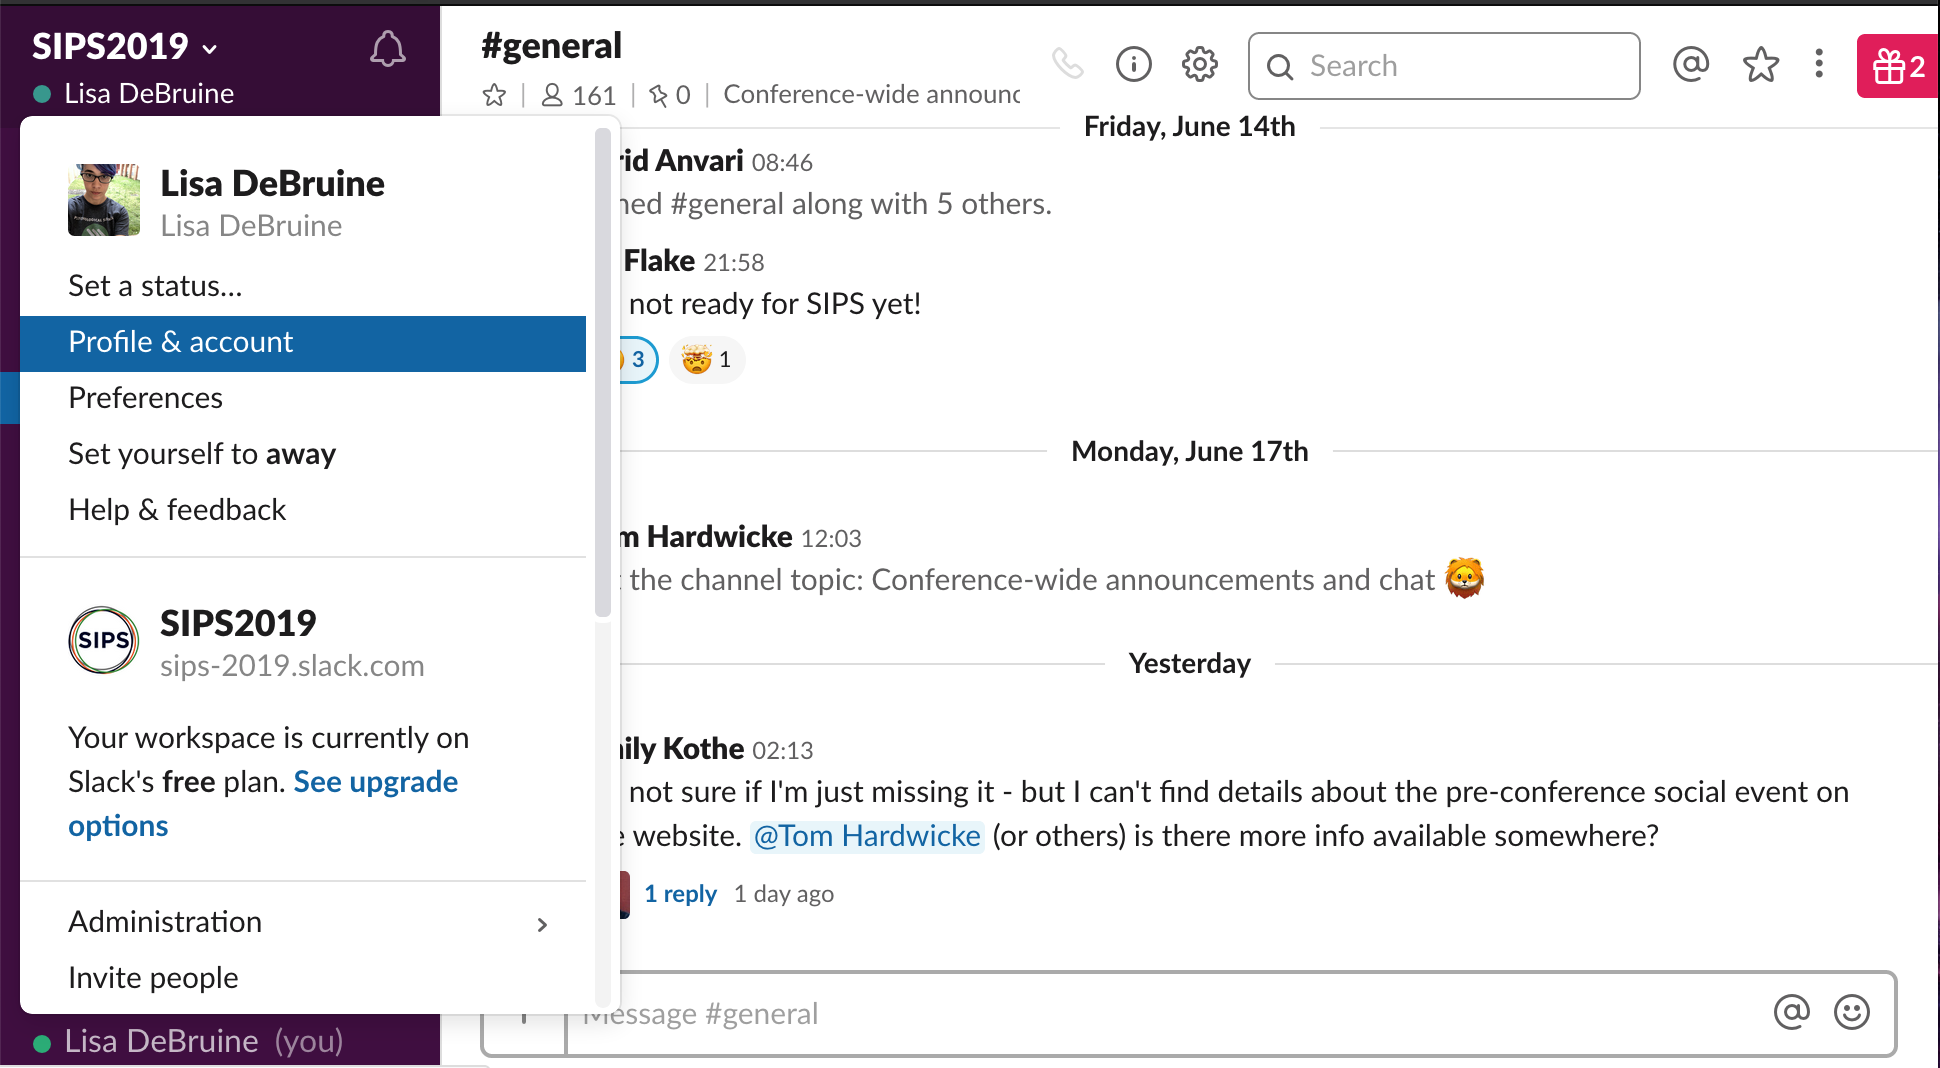 SIPS2019
Lisa DeBruine
Lisa DeBruine
Lisa DeBruine
Set a status...
Profile & account
Preferences
Set yourself to away
Help & feedback
SIPS
SIPS2019
sips-2019.slack.com
Your workspace is currently on
Slack's free plan. See upgrade
options
Administration
Invite people
Lisa DeBruine (you)
#general
161 0 Conference-wide announc
Search
2
Friday, June 14th
rid Anvari 08:46
ned #general along with 5 others.
Flake 21:58
not ready for SIPS yet!
3 1
Monday, June 17th
m Hardwicke 12:03
the channel topic: Conference-wide announcements and chat
Yesterday
ily Kothe 02:13
not sure if I'm just missing it - but I can't find details about the pre-conference social event on
e website. @Tom Hardwicke (or others) is there more info available somewhere?
1 reply 1 day ago
Message #general